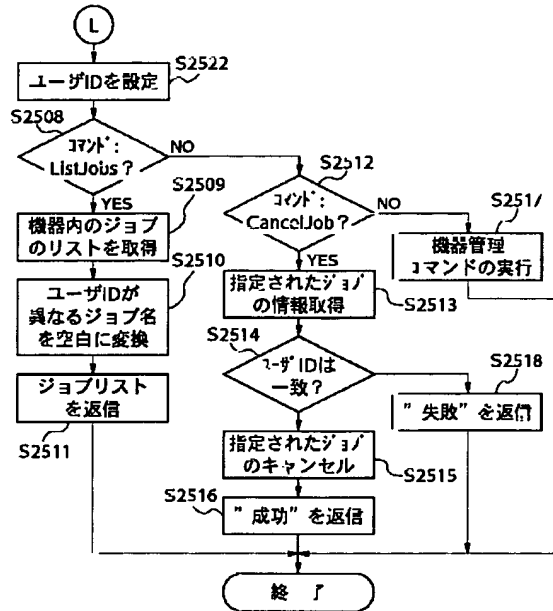 L
S2522
ユーザIDを設定
S2508
コマンド:
ListJobs?
NO
YES
S2509
機器内のジョブ
のリストを取得
S2510
ユーザIDが
異なるジョブ名
を空白に変換
ジョブリスト
を返信
S2511
S2512
コマンド:
CancelJob?
NO
YES
S2517
機器管理
コマンドの実行
指定されたジョブ
の情報取得
S2513
S2514
ユーザIDは
一致?
S2518
"失敗"を返信
指定されたジョブ
のキャンセル
S2515
S2516
"成功"を返信
終 了